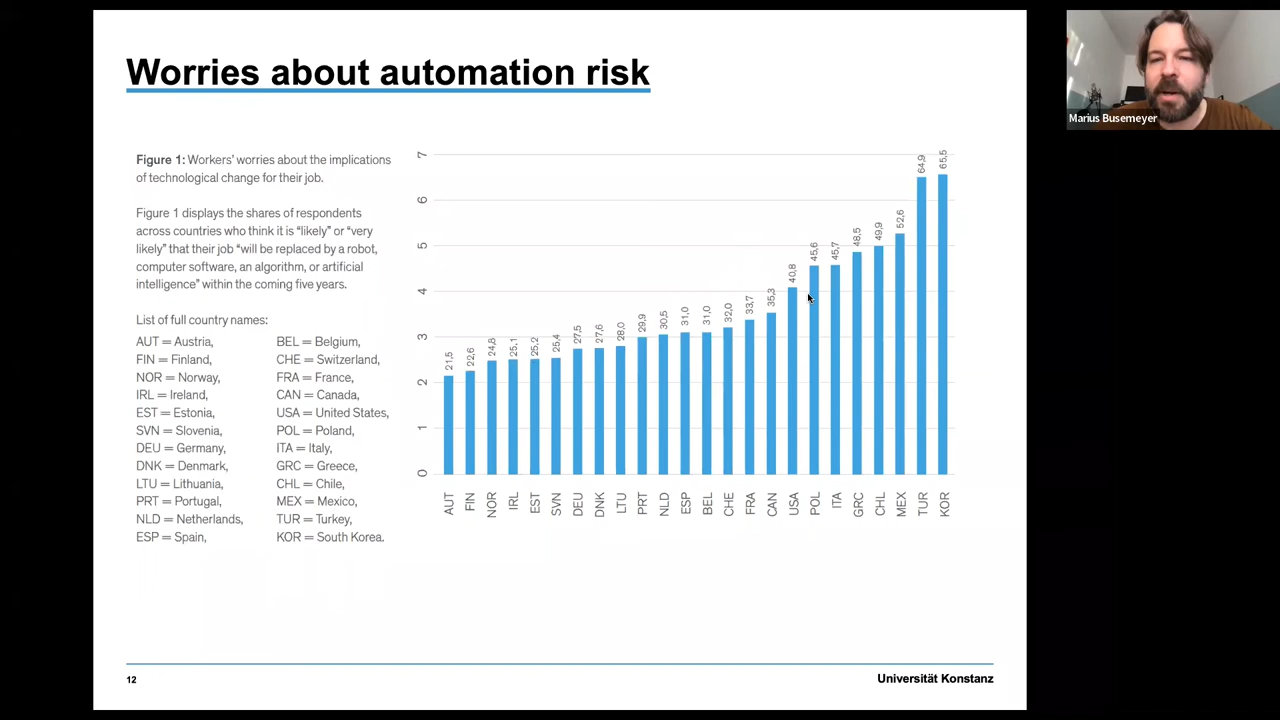 Worries about automation risk
Figure 1: Workers' worries about the implications
of technological change for their job.
Figure 1 displays the shares of respondents
across countries who think it is “likely” or “very
likely” that their job “will be replaced by a robot,
computer software, an algorithm, or artificial
intelligence” within the coming five years.
List of full country names:
AUT = Austria,
FIN = Finland,
NOR = Norway,
IRL = Ireland,
EST = Estonia,
SVN = Slovenia,
DEU = Germany,
DNK = Denmark,
LTU = Lithuania,
PRT = Portugal,
NLD = Netherlands,
ESP = Spain,
BEL = Belgium,
CHE = Switzerland,
FRA = France,
CAN = Canada,
USA = United States,
POL = Poland,
ITA = Italy,
GRC = Greece,
CHL = Chile,
MEX = Mexico,
TUR = Turkey,
KOR = South Korea.
7
6
5
4
3
2
1
0
21,5
22,6
24,8
25,1
25,2
25,4
27,5
27,6
28,0
29,9
30,5
31,0
31,0
32,0
33,7
35,3
40,8
45,6
45,7
48,5
49,9
52,6
64,9
65,5
AUT
FIN
NOR
IRL
EST
SVN
DEU
DNK
LTU
PRT
NLD
ESP
BEL
CHE
FRA
CAN
USA
POL
ITA
GRC
CHL
MEX
TUR
KOR
12
Universität Konstanz
Marius Busemeyer